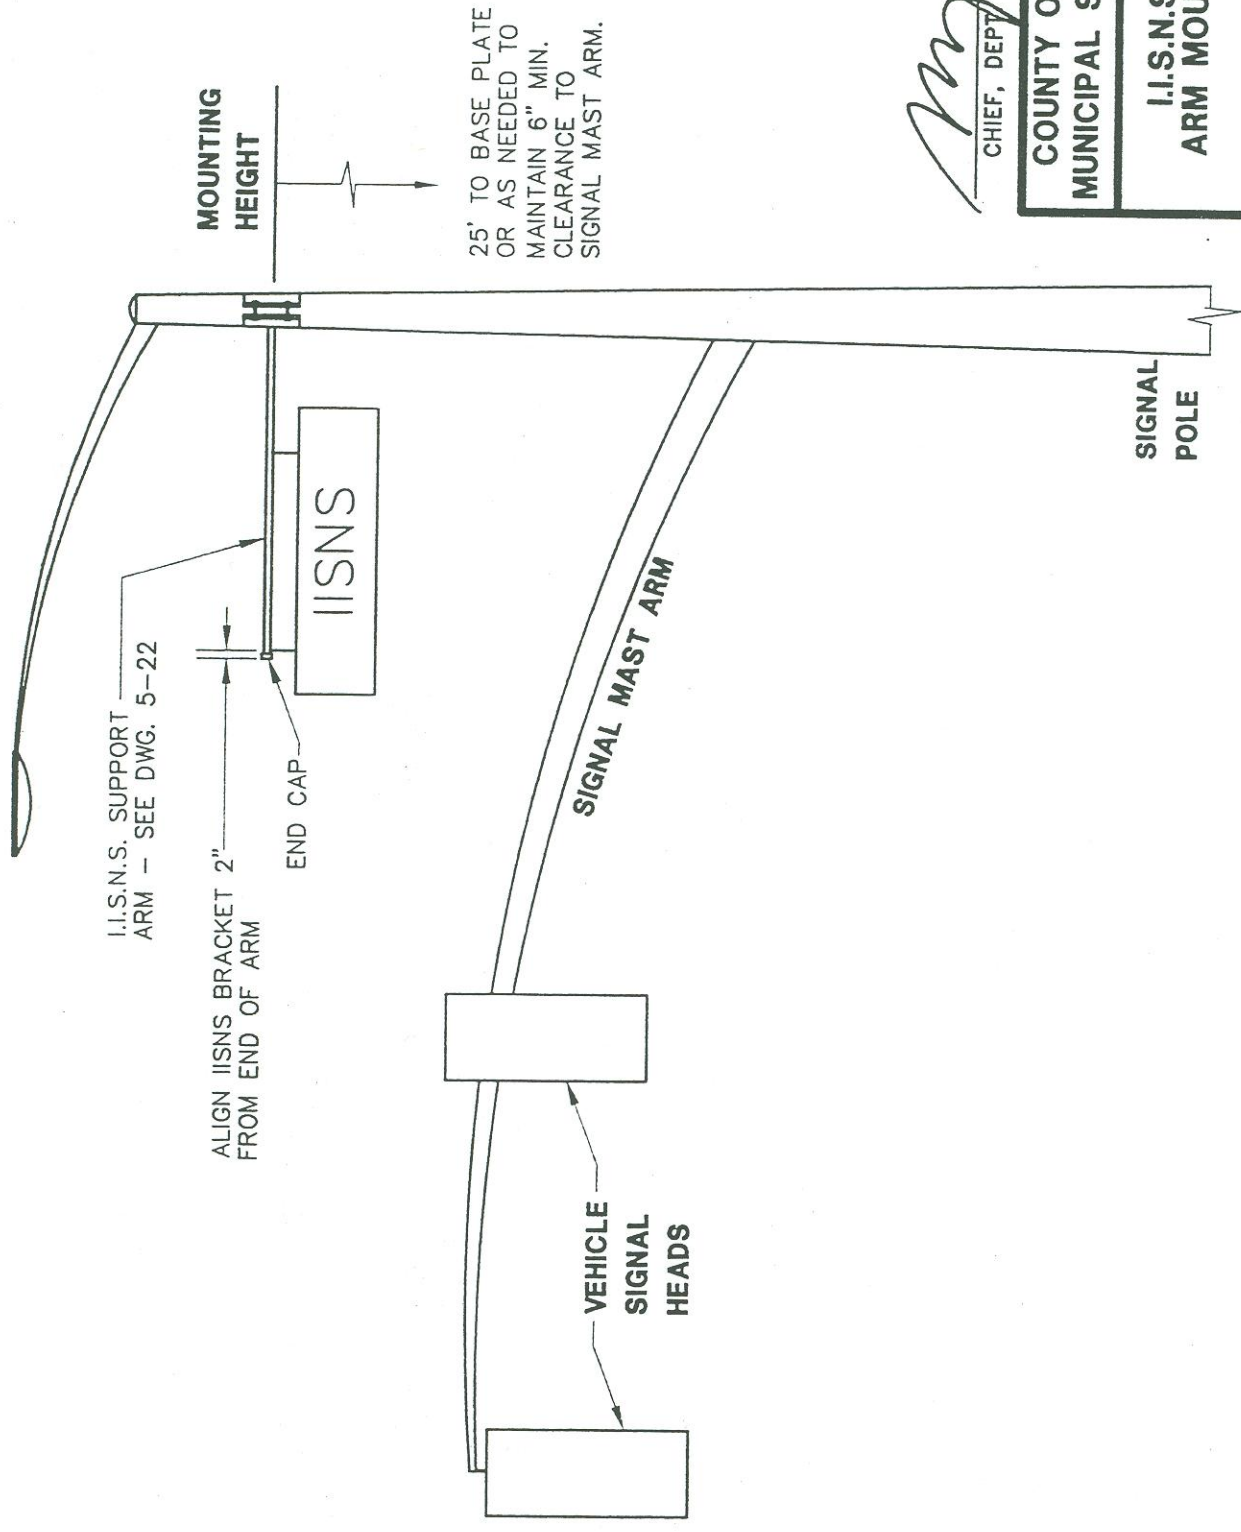 I.I.S.N.S. SUPPORT
ARM – SEE DWG. 5–22
ALIGN IISNS BRACKET 2"
FROM END OF ARM
END CAP
IISNS
MOUNTING
HEIGHT
25' TO BASE PLATE
OR AS NEEDED TO
MAINTAIN 6" MIN.
CLEARANCE TO
SIGNAL MAST ARM.
SIGNAL MAST ARM
VEHICLE
SIGNAL
HEADS
SIGNAL
POLE
CHIEF, DEPT
COUNTY O
MUNICIPAL S
I.I.S.N.S
ARM MOU